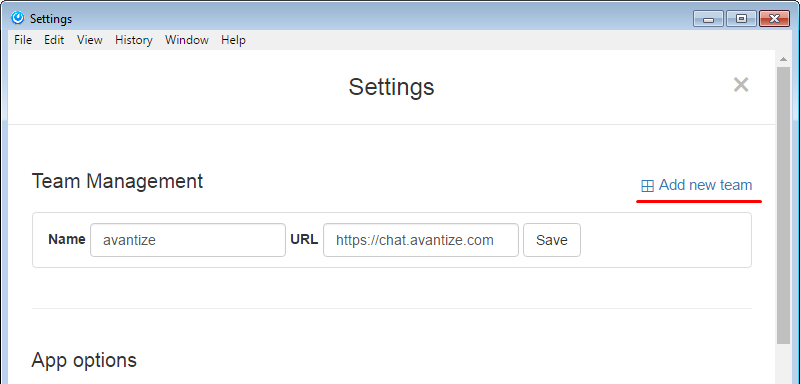 Settings
File Edit View History Window Help
Settings
Team Management
Add new team
Name avantize URL https://chat.avantize.com Save
App options